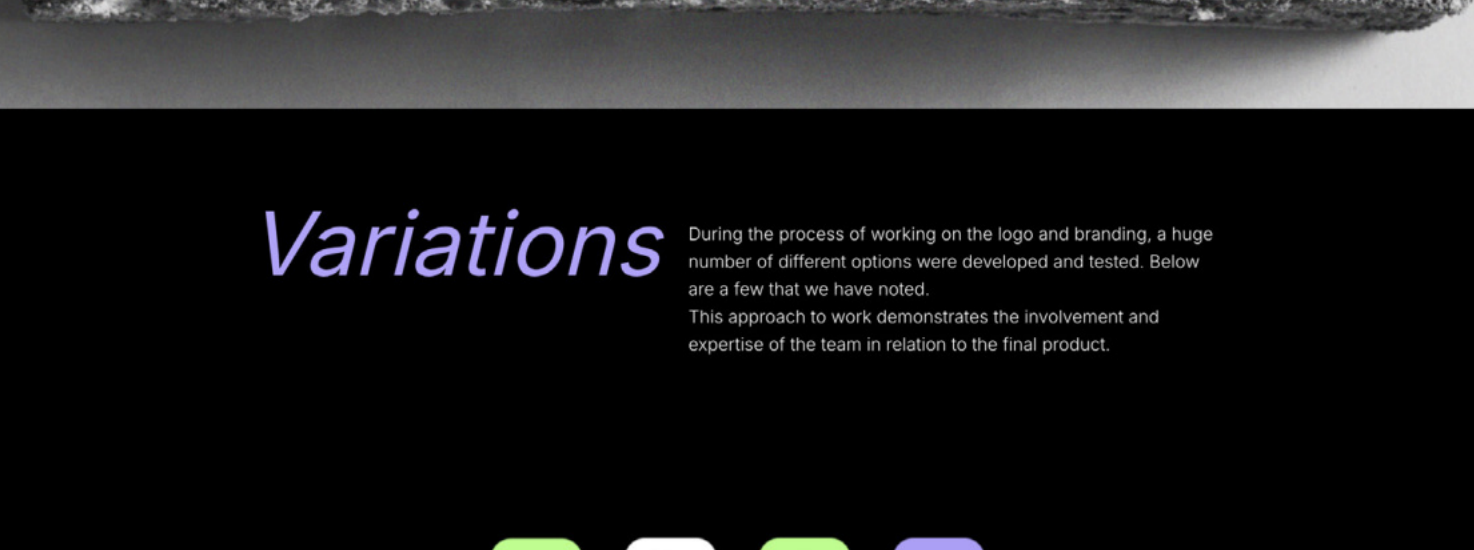 Variations
During the process of working on the logo and branding, a huge
number of different options were developed and tested. Below
are a few that we have noted.
This approach to work demonstrates the involvement and
expertise of the team in relation to the final product.